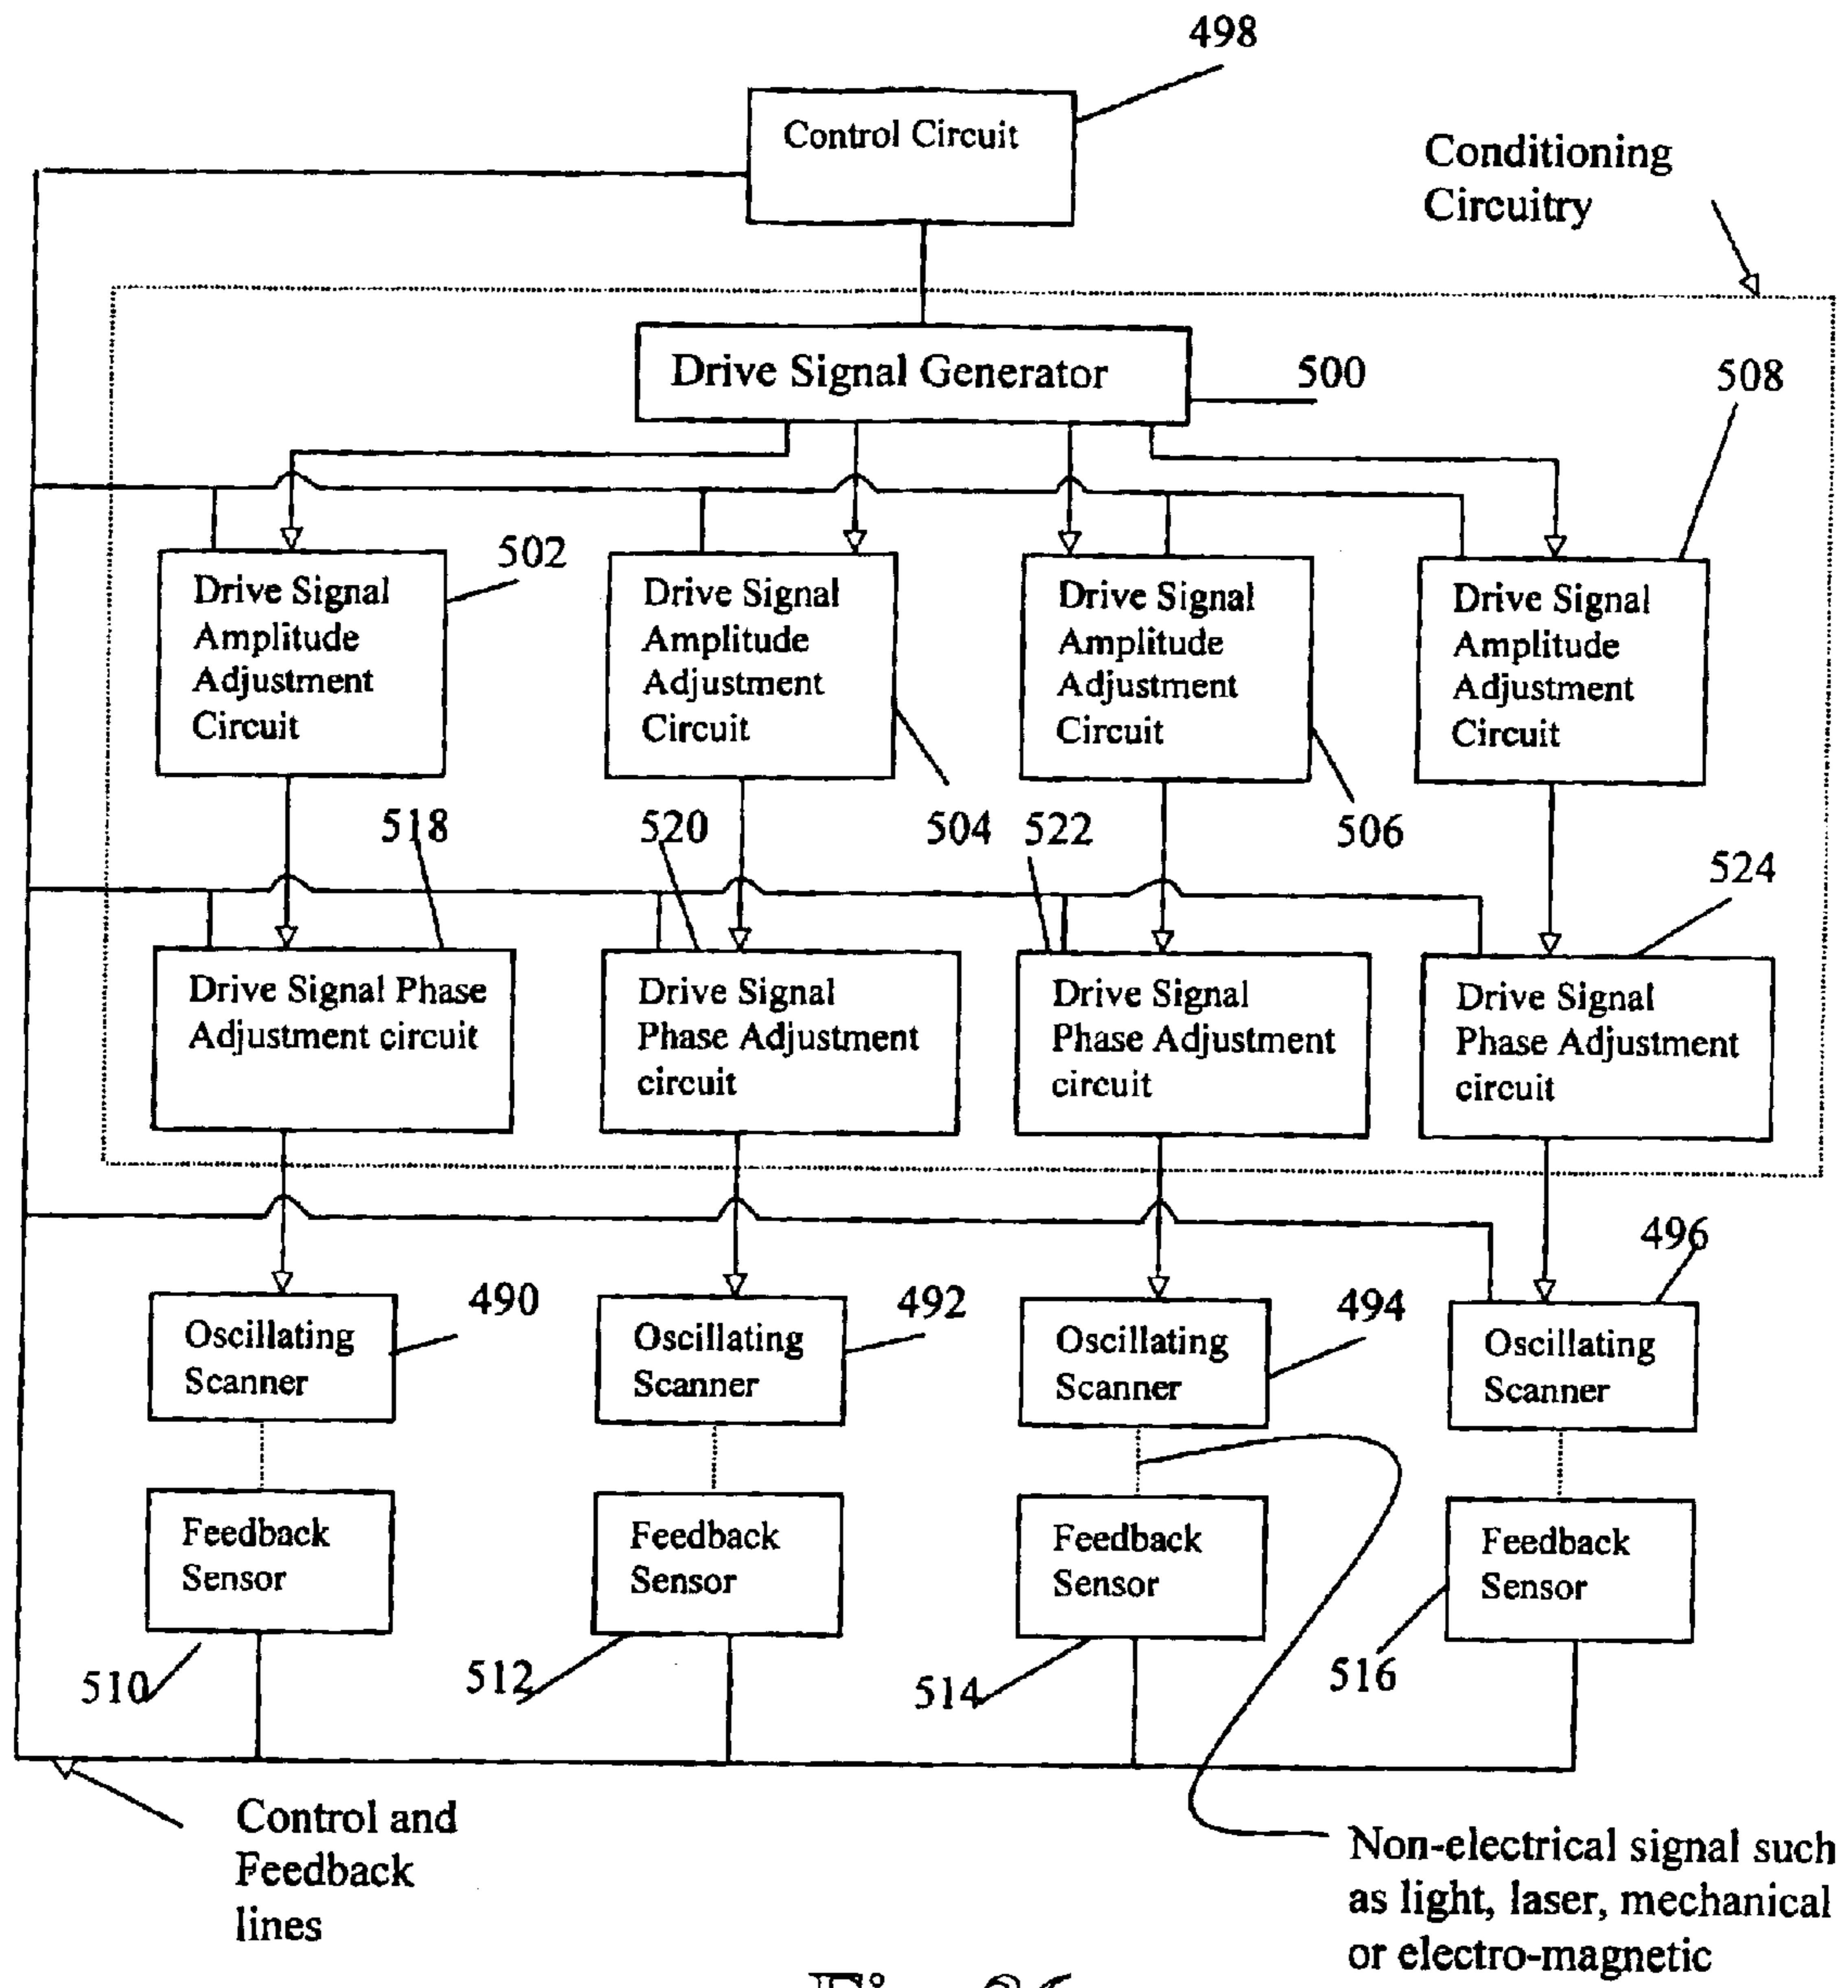 498
Control Circuit
Conditioning
Circuitry
Drive Signal Generator
500
508
502
Drive Signal
Amplitude
Adjustment
Circuit
Drive Signal
Amplitude
Adjustment
Circuit
Drive Signal
Amplitude
Adjustment
Circuit
Drive Signal
Amplitude
Adjustment
Circuit
518
520
504
522
506
524
Drive Signal Phase
Adjustment circuit
Drive Signal
Phase Adjustment
circuit
Drive Signal
Phase Adjustment
circuit
Drive Signal
Phase Adjustment
circuit
496
490
492
494
Oscillating
Scanner
Oscillating
Scanner
Oscillating
Scanner
Oscillating
Scanner
Feedback
Sensor
Feedback
Sensor
Feedback
Sensor
Feedback
Sensor
510
512
514
516
Control and
Feedback
lines
Non-electrical signal such
as light, laser, mechanical
or electro-magnetic